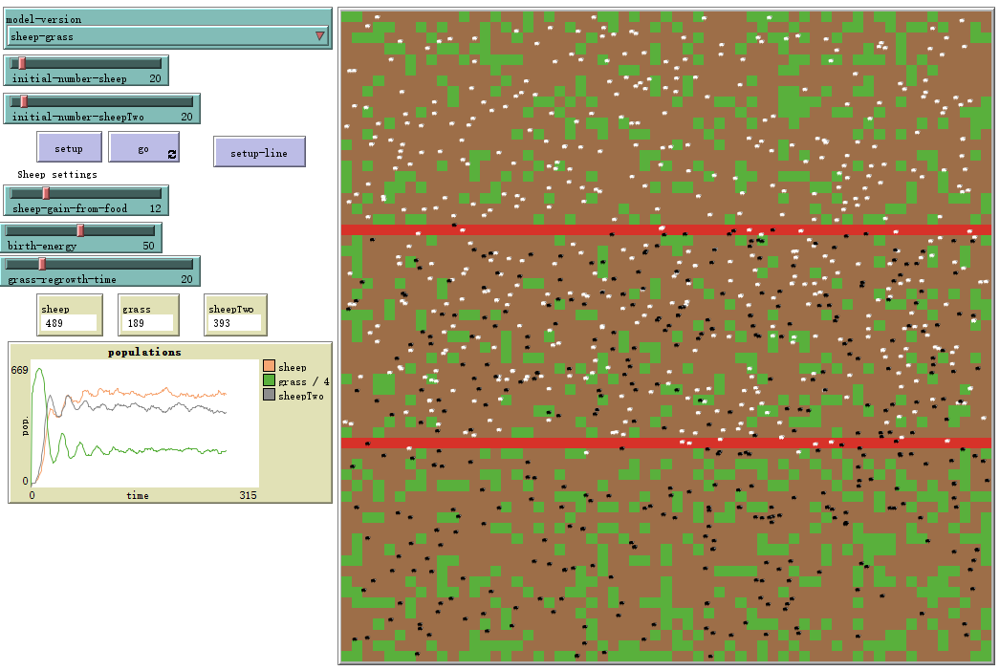 model-version
sheep-grass
initial-number-sheep 20
initial-number-sheepTwo 20
setup
go
setup-line
Sheep settings
sheep-gain-from-food 12
birth-energy 50
grass-regrowth-time 20
sheep
489
grass
189
sheepTwo
393
populations
669
pop.
0
0
time
315
sheep
grass / 4
sheepTwo